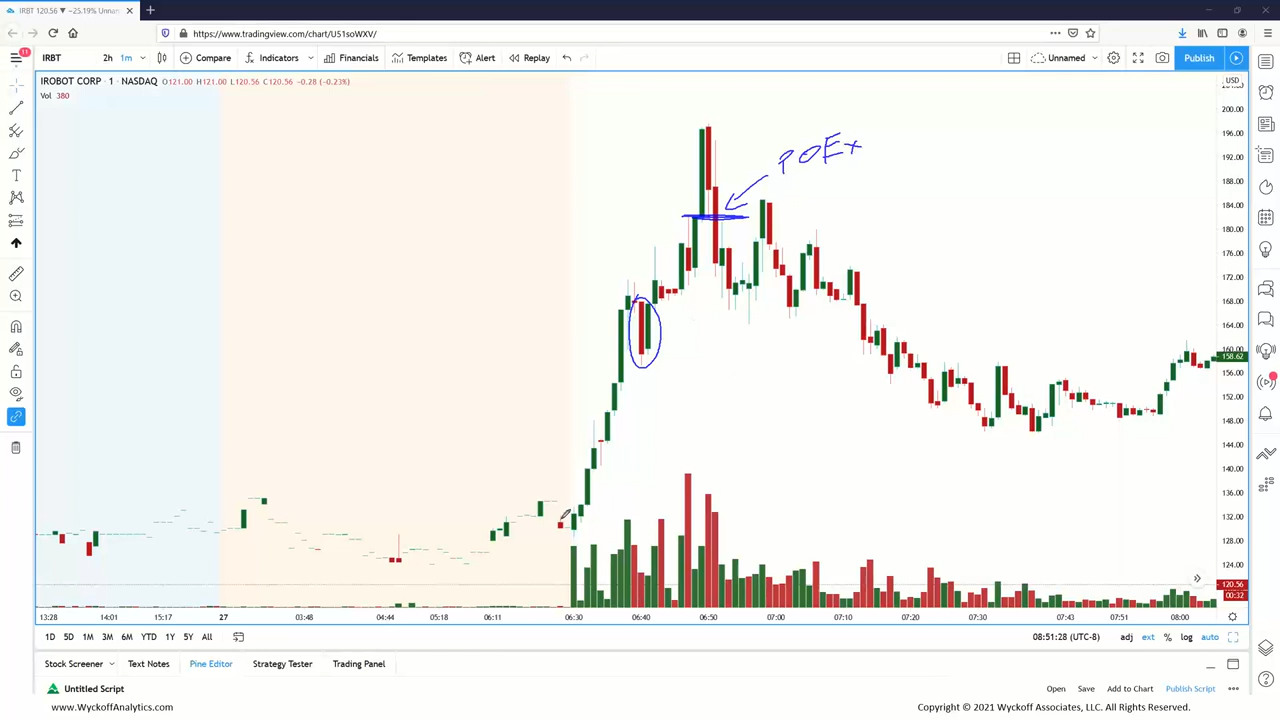 IRBT 120.56 ▼ −25.19% Unnan
https://www.tradingview.com/chart/U51soWXV/
IRBT 2h 1m Compare Indicators Financials Templates Alert Replay Unnamed Publish
11
IROBOT CORP · 1 · NASDAQ O121.00 H121.00 L120.56 C120.56 −0.28 (−0.23%)
Vol 380
USD
200.00
196.00
192.00
188.00
184.00
180.00
176.00
172.00
168.00
164.00
160.00
158.62
156.00
152.00
148.00
144.00
140.00
136.00
132.00
128.00
124.00
120.56
00:32
POEx
13:28 14:01 15:17 27 03:48 04:44 05:18 06:11 06:30 06:40 06:50 07:00 07:10 07:20 07:30 07:40 07:51 08:00
1D 5D 1M 3M 6M YTD 1Y 5Y All 08:51:28 (UTC-8) adj ext % log auto
Stock Screener Text Notes Pine Editor Strategy Tester Trading Panel
Untitled Script Open Save Add to Chart Publish Script
www.WyckoffAnalytics.com Copyright © 2021 Wyckoff Associates, LLC. All Rights Reserved.